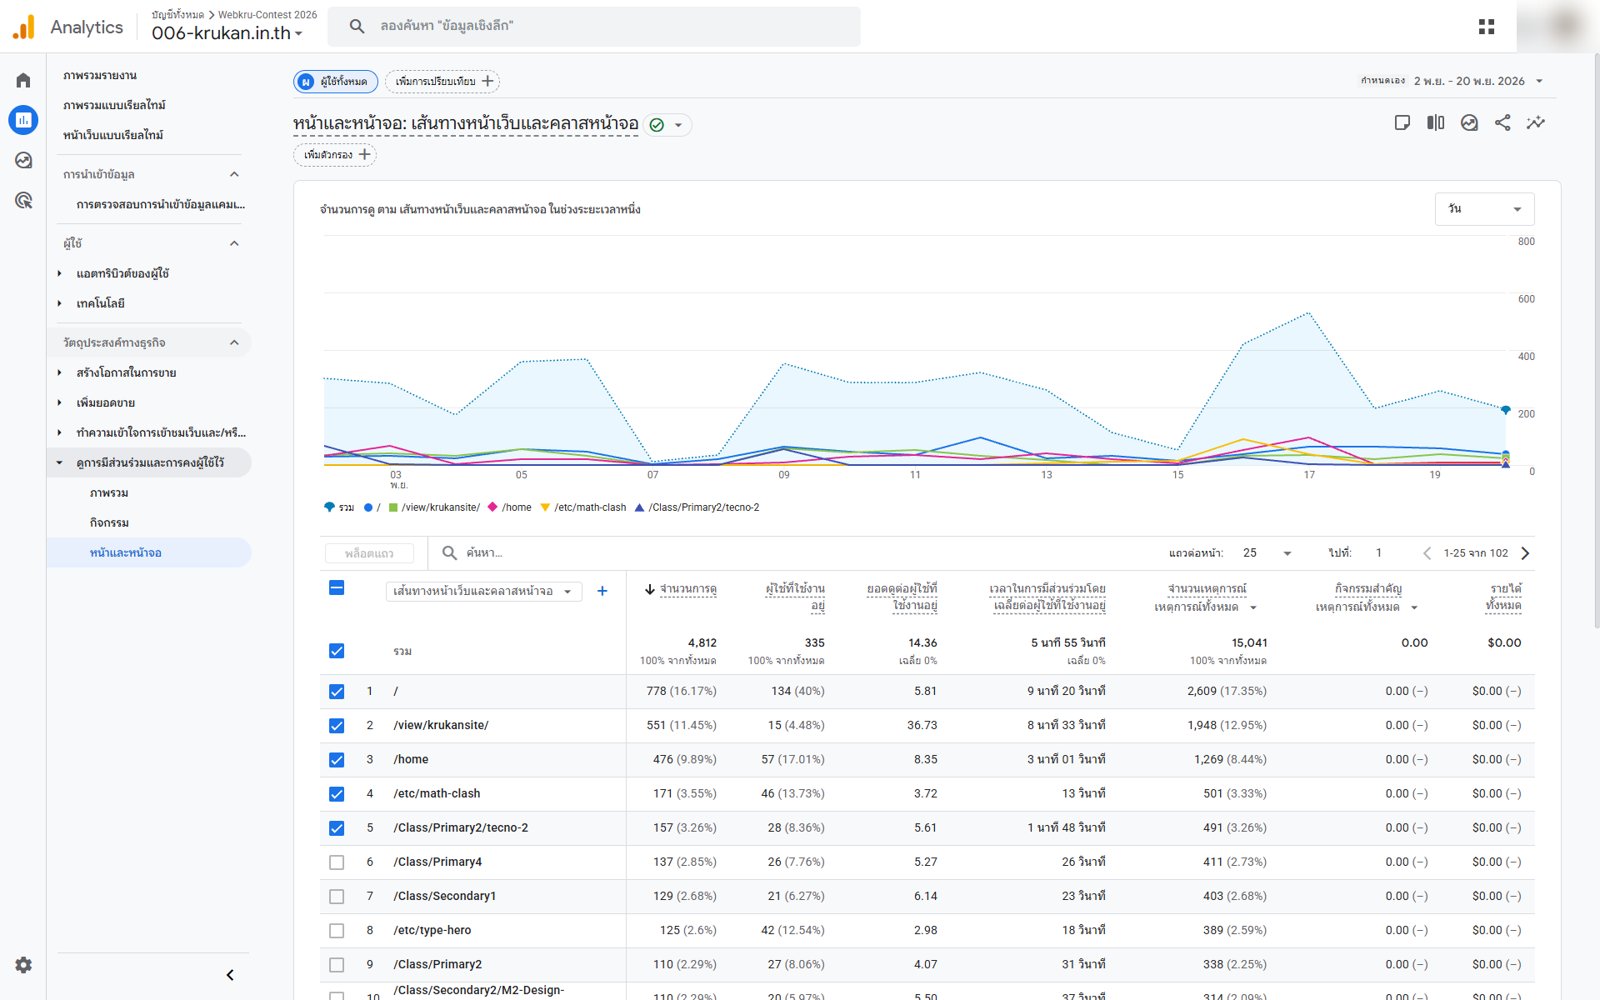 Analytics
บัญชีทั้งหมด > Webkru-Contest 2026
006-krukan.in.th
ลองค้นหา "ข้อมูลเชิงลึก"
ภาพรวมรายงาน
ภาพรวมแบบเรียลไทม์
หน้าเว็บแบบเรียลไทม์
การนำเข้าข้อมูล
การตรวจสอบการนำเข้าข้อมูลแคมเ...
ผู้ใช้
แอตทริบิวต์ของผู้ใช้
เทคโนโลยี
วัตถุประสงค์ทางธุรกิจ
สร้างโอกาสในการขาย
เพิ่มยอดขาย
ทำความเข้าใจการเข้าชมเว็บและ/หรื...
ดูการมีส่วนร่วมและการคงผู้ใช้ไว้
ภาพรวม
กิจกรรม
หน้าและหน้าจอ
ผ ผู้ใช้ทั้งหมด เพิ่มการเปรียบเทียบ
กำหนดเอง 2 พ.ย. - 20 พ.ย. 2026
หน้าและหน้าจอ: เส้นทางหน้าเว็บและคลาสหน้าจอ
เพิ่มตัวกรอง
จำนวนการดู ตาม เส้นทางหน้าเว็บและคลาสหน้าจอ ในช่วงระยะเวลาหนึ่ง
วัน
800
600
400
200
0
03 05 07 09 11 13 15 17 19
พ.ย.
รวม / /view/krukansite/ /home /etc/math-clash /Class/Primary2/tecno-2
พล็อตแถว ค้นหา... แถวต่อหน้า: 25 ไปที่: 1 1-25 จาก 102
เส้นทางหน้าเว็บและคลาสหน้าจอ + จำนวนการดู ผู้ใช้ที่ใช้งาน ยอดดูต่อผู้ใช้ที่ เวลาในการมีส่วนร่วมโดย จำนวนเหตุการณ์ กิจกรรมสำคัญ รายได้
อยู่ ใช้งานอยู่ เฉลี่ยต่อผู้ใช้ที่ใช้งานอยู่ เหตุการณ์ทั้งหมด เหตุการณ์ทั้งหมด ทั้งหมด
รวม 4,812 335 14.36 5 นาที 55 วินาที 15,041 0.00 $0.00
100% จากทั้งหมด 100% จากทั้งหมด เฉลี่ย 0% เฉลี่ย 0% 100% จากทั้งหมด
1 / 778 (16.17%) 134 (40%) 5.81 9 นาที 20 วินาที 2,609 (17.35%) 0.00 (–) $0.00 (–)
2 /view/krukansite/ 551 (11.45%) 15 (4.48%) 36.73 8 นาที 33 วินาที 1,948 (12.95%) 0.00 (–) $0.00 (–)
3 /home 476 (9.89%) 57 (17.01%) 8.35 3 นาที 01 วินาที 1,269 (8.44%) 0.00 (–) $0.00 (–)
4 /etc/math-clash 171 (3.55%) 46 (13.73%) 3.72 13 วินาที 501 (3.33%) 0.00 (–) $0.00 (–)
5 /Class/Primary2/tecno-2 157 (3.26%) 28 (8.36%) 5.61 1 นาที 48 วินาที 491 (3.26%) 0.00 (–) $0.00 (–)
6 /Class/Primary4 137 (2.85%) 26 (7.76%) 5.27 26 วินาที 411 (2.73%) 0.00 (–) $0.00 (–)
7 /Class/Secondary1 129 (2.68%) 21 (6.27%) 6.14 23 วินาที 403 (2.68%) 0.00 (–) $0.00 (–)
8 /etc/type-hero 125 (2.6%) 42 (12.54%) 2.98 18 วินาที 389 (2.59%) 0.00 (–) $0.00 (–)
9 /Class/Primary2 110 (2.29%) 27 (8.06%) 4.07 31 วินาที 338 (2.25%) 0.00 (–) $0.00 (–)
10 /Class/Secondary2/M2-Design- 110 (2.29%) 20 (5.97%) 5.50 37 วินาที 314 (2.09%) 0.00 (–) $0.00 (–)